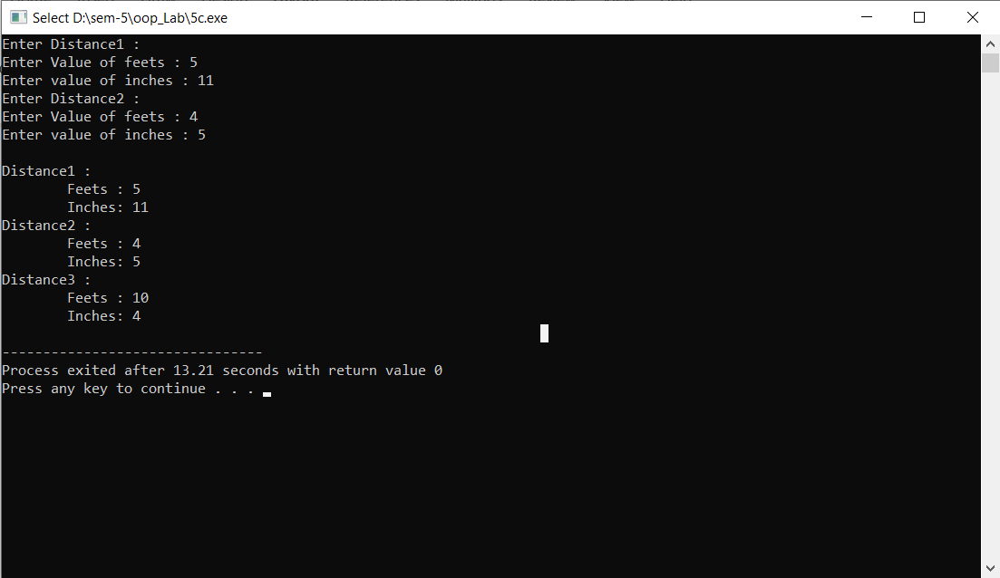 Select D:\sem-5\oop_Lab\5c.exe
Enter Distance1 :
Enter Value of feets : 5
Enter value of inches : 11
Enter Distance2 :
Enter Value of feets : 4
Enter value of inches : 5

Distance1 :
        Feets : 5
        Inches: 11
Distance2 :
        Feets : 4
        Inches: 5
Distance3 :
        Feets : 10
        Inches: 4

--------------------------------
Process exited after 13.21 seconds with return value 0
Press any key to continue . . .